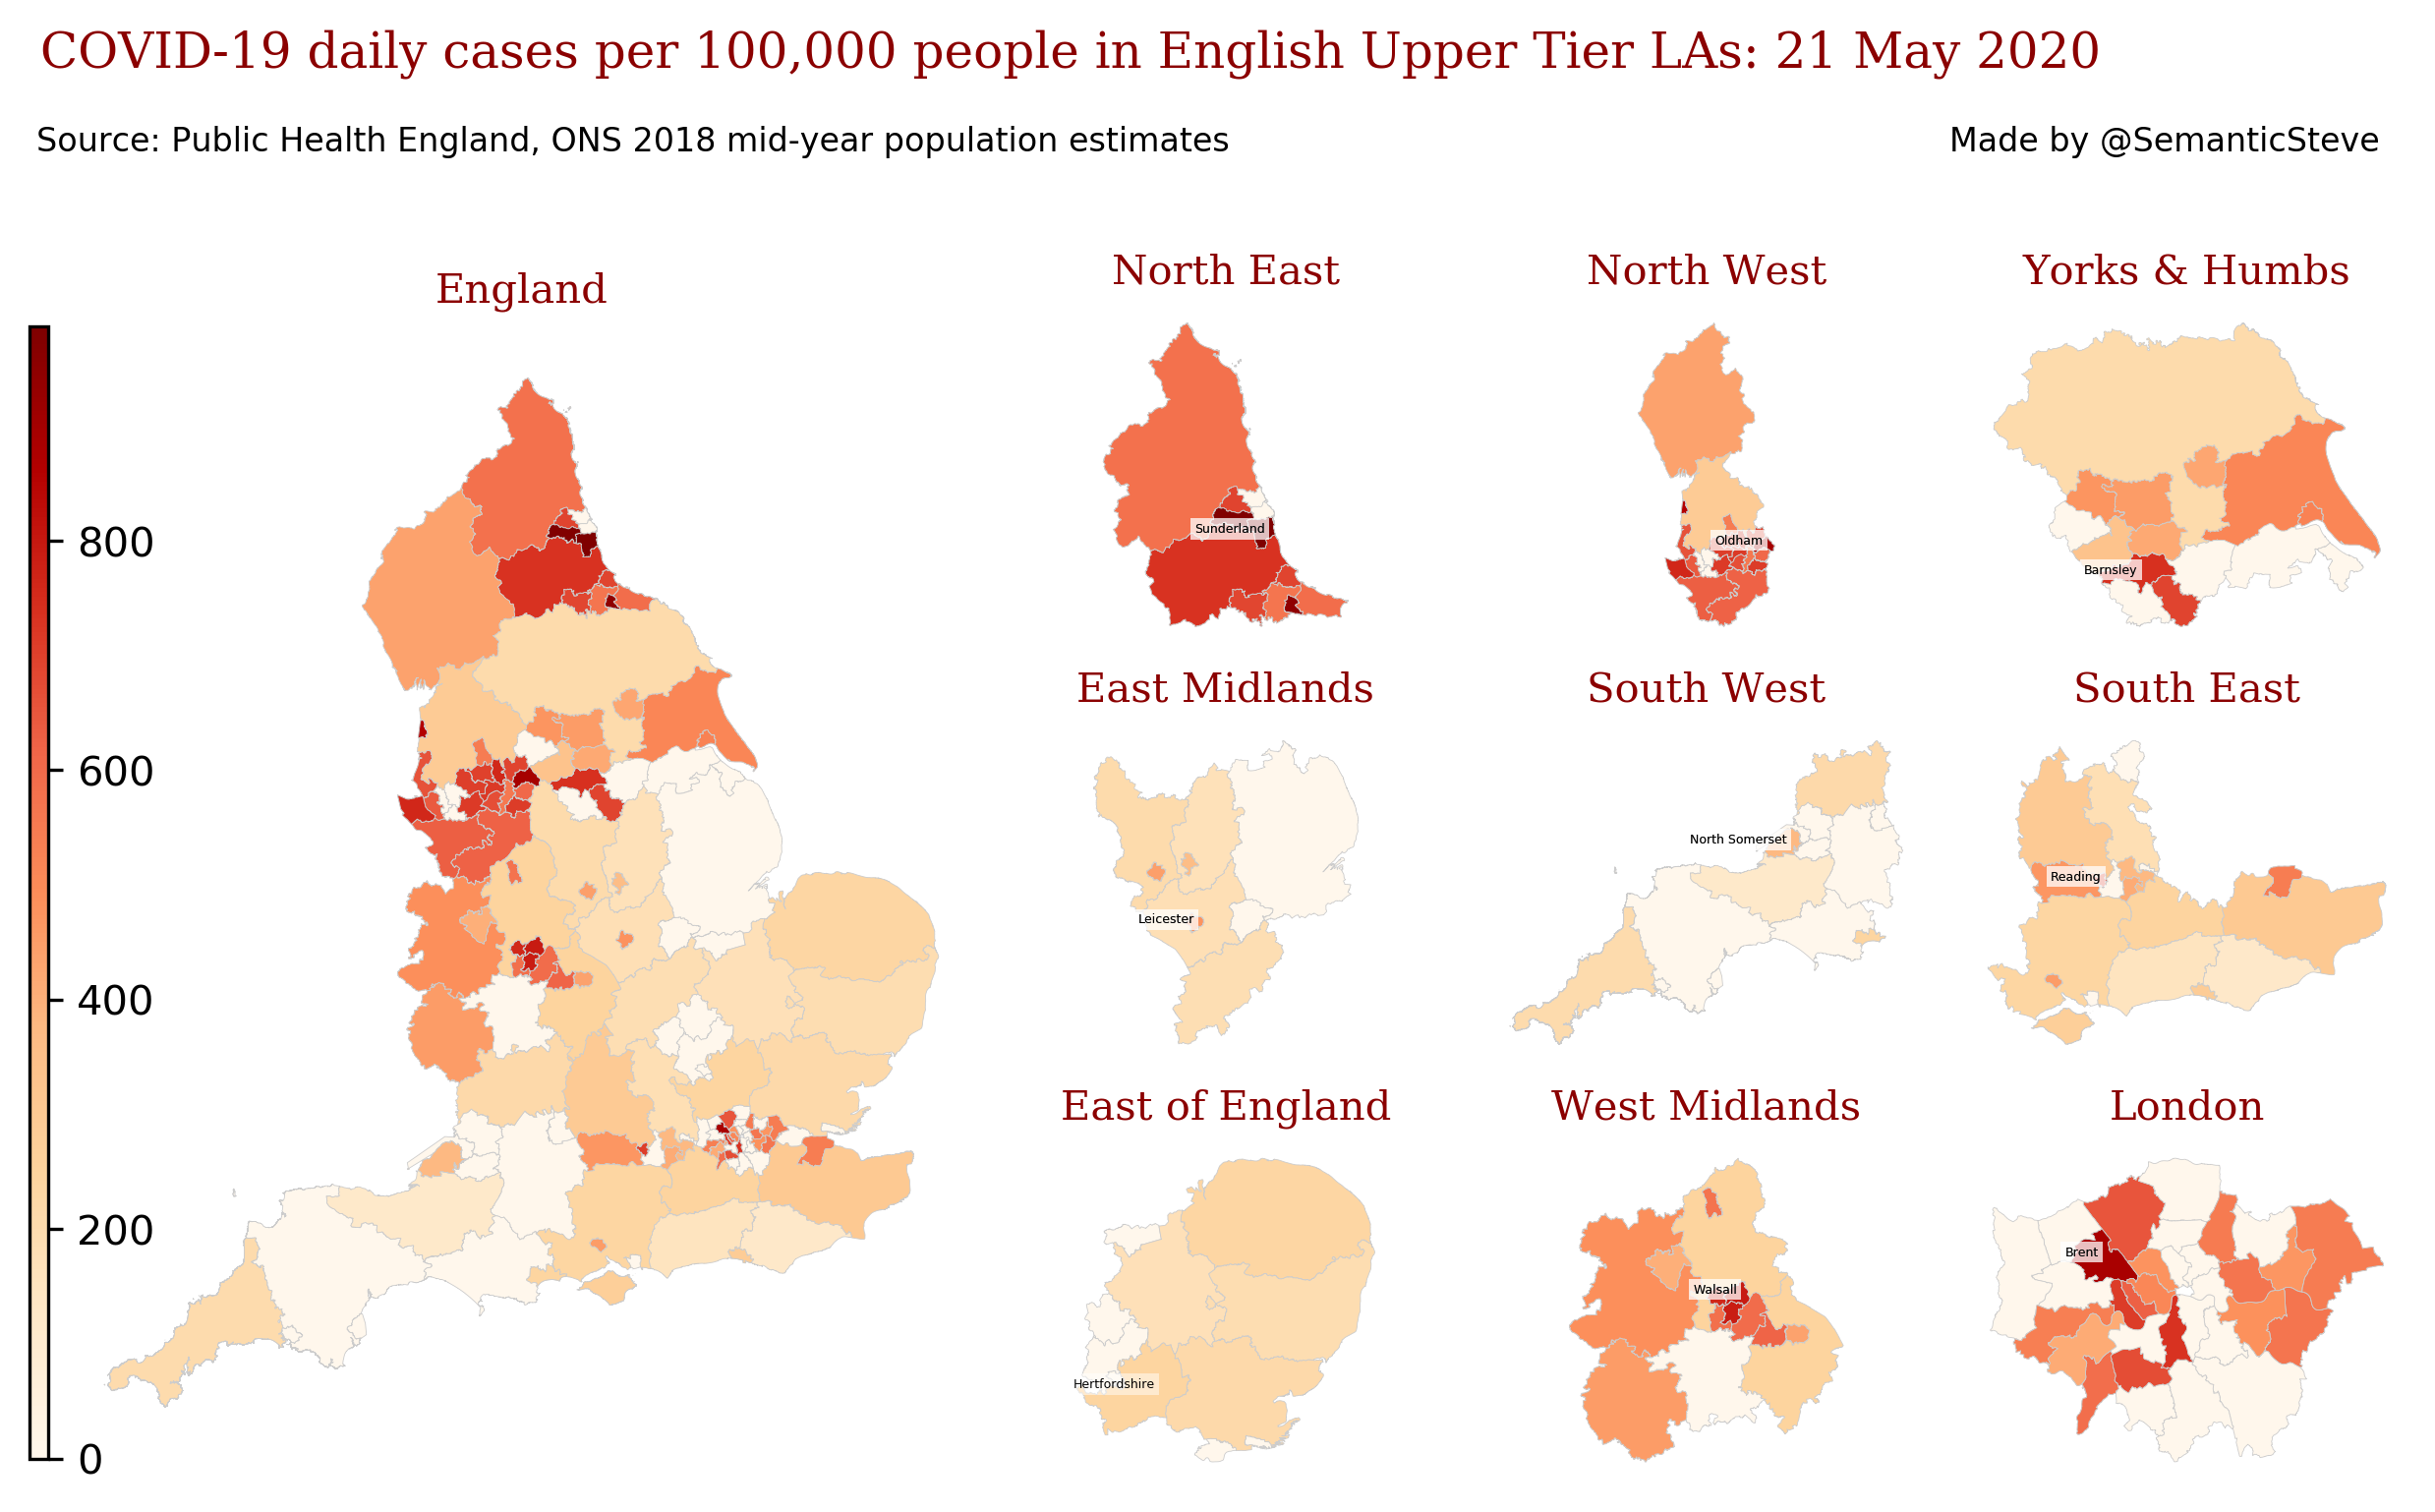 COVID-19 daily cases per 100,000 people in English Upper Tier LAs: 21 May 2020
Source: Public Health England, ONS 2018 mid-year population estimates
Made by @SemanticSteve
England
800
600
400
200
0
North East
Sunderland
North West
Oldham
Yorks & Humbs
Barnsley
East Midlands
Leicester
South West
North Somerset
South East
Reading
East of England
Hertfordshire
West Midlands
Walsall
London
Brent